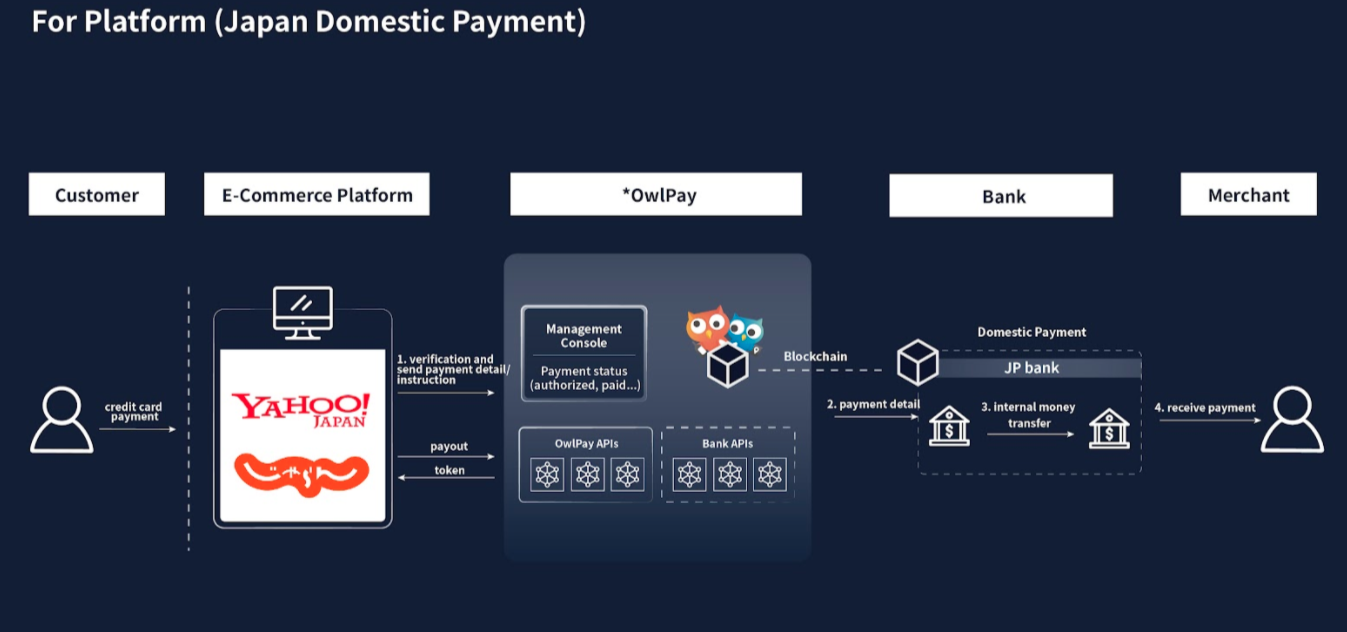 For Platform (Japan Domestic Payment)
Customer
E-Commerce Platform
*OwlPay
Bank
Merchant
credit card
payment
YAHOO!
JAPAN
1. verification and
send payment detail/
instruction
payout
token
Management
Console
Payment status
(authorized, paid...)
OwlPay APIs
Bank APIs
Blockchain
2. payment detail
Domestic Payment
JP bank
3. internal money
transfer
4. receive payment
$
$